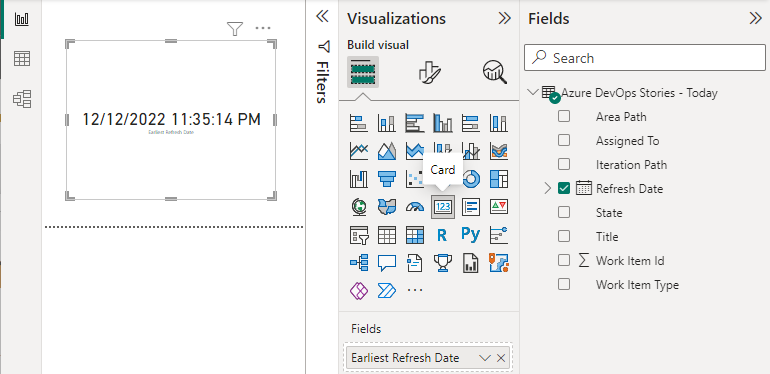 12/12/2022 11:35:14 PM
Earliest Refresh Date
Filters
Visualizations
Build visual
Card
123
R
Py
Fields
Earliest Refresh Date
Fields
Search
Azure DevOps Stories - Today
Area Path
Assigned To
Iteration Path
Refresh Date
State
Title
Work Item Id
Work Item Type